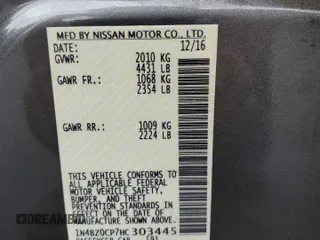 MFD BY NISSAN MOTOR CO., LTD.
DATE: 12/16
GVWR: 2010 KG
4431 LB
GAWR FR: 1068 KG
2354 LB
GAWR RR: 1009 KG
2224 LB
THIS VEHICLE CONFORMS
TO ALL APPLICABLE FEDERAL
MOTOR VEHICLE SAFETY,
BUMPER, AND THEFT
PREVENTION STANDARDS
IN EFFECT ON THE DATE OF
MANUFACTURE SHOWN ABOVE.
1N4BZ0CP7HC303445
PASSENGER CAR